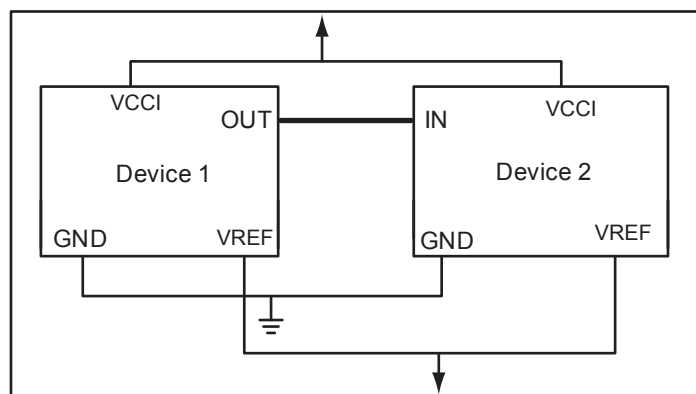 VCCI
VCCI
OUT
IN
Device 1
Device 2
GND
VREF
GND
VREF